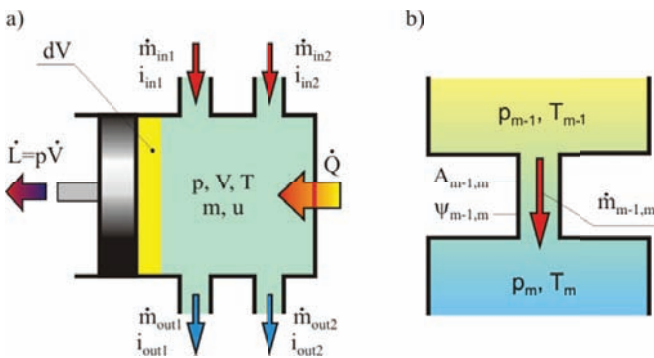 a)
dV
ṁin1
iin1
ṁin2
iin2
L̇=pV̇
Q̇
p, V, T
m, u
ṁout1
iout1
ṁout2
iout2
b)
pm-1, Tm-1
Am-1,m
ψm-1,m
ṁm-1,m
pm, Tm